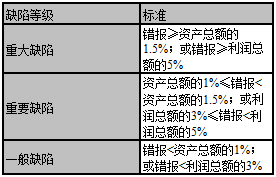 缺陷等级
标准
重大缺陷
错报≥资产总额的
1.5%；或错报≥利润总
额的5%
重要缺陷
资产总额的1%≤错报<
资产总额的1.5%；或利
润总额的3%≤错报<利
润总额的5%
一般缺陷
错报<资产总额的1%；
或错报<利润总额的3%